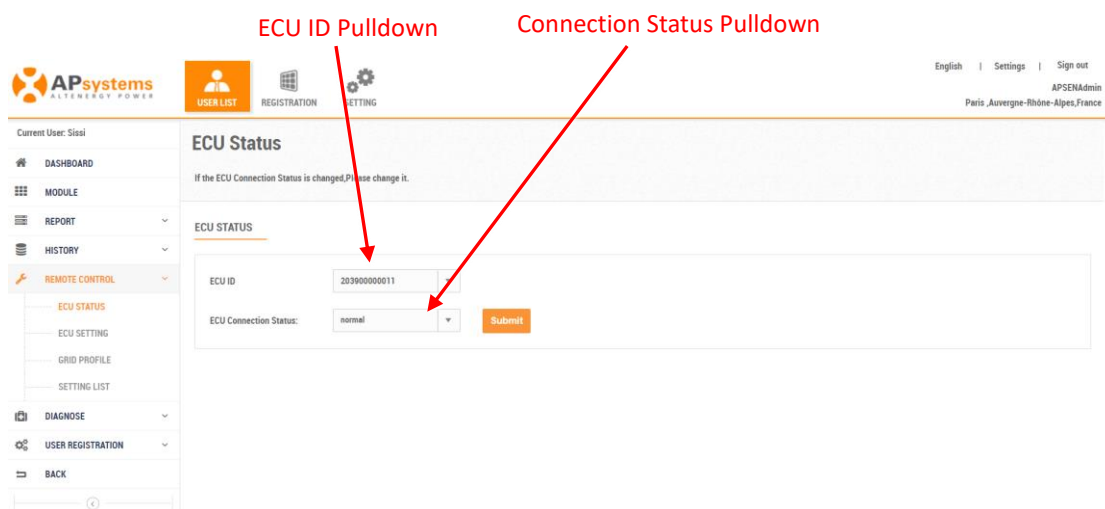 ECU ID Pulldown
Connection Status Pulldown
APsystems
ALTENERGY POWER
USER LIST
REGISTRATION
SETTING
English | Settings | Sign out
APSENAdmin
Paris ,Auvergne-Rhône-Alpes,France
Current User: Sissi
DASHBOARD
MODULE
REPORT
HISTORY
REMOTE CONTROL
ECU STATUS
ECU SETTING
GRID PROFILE
SETTING LIST
DIAGNOSE
USER REGISTRATION
BACK
ECU Status
If the ECU Connection Status is changed,Please change it.
ECU STATUS
ECU ID 203900000011
ECU Connection Status: normal Submit